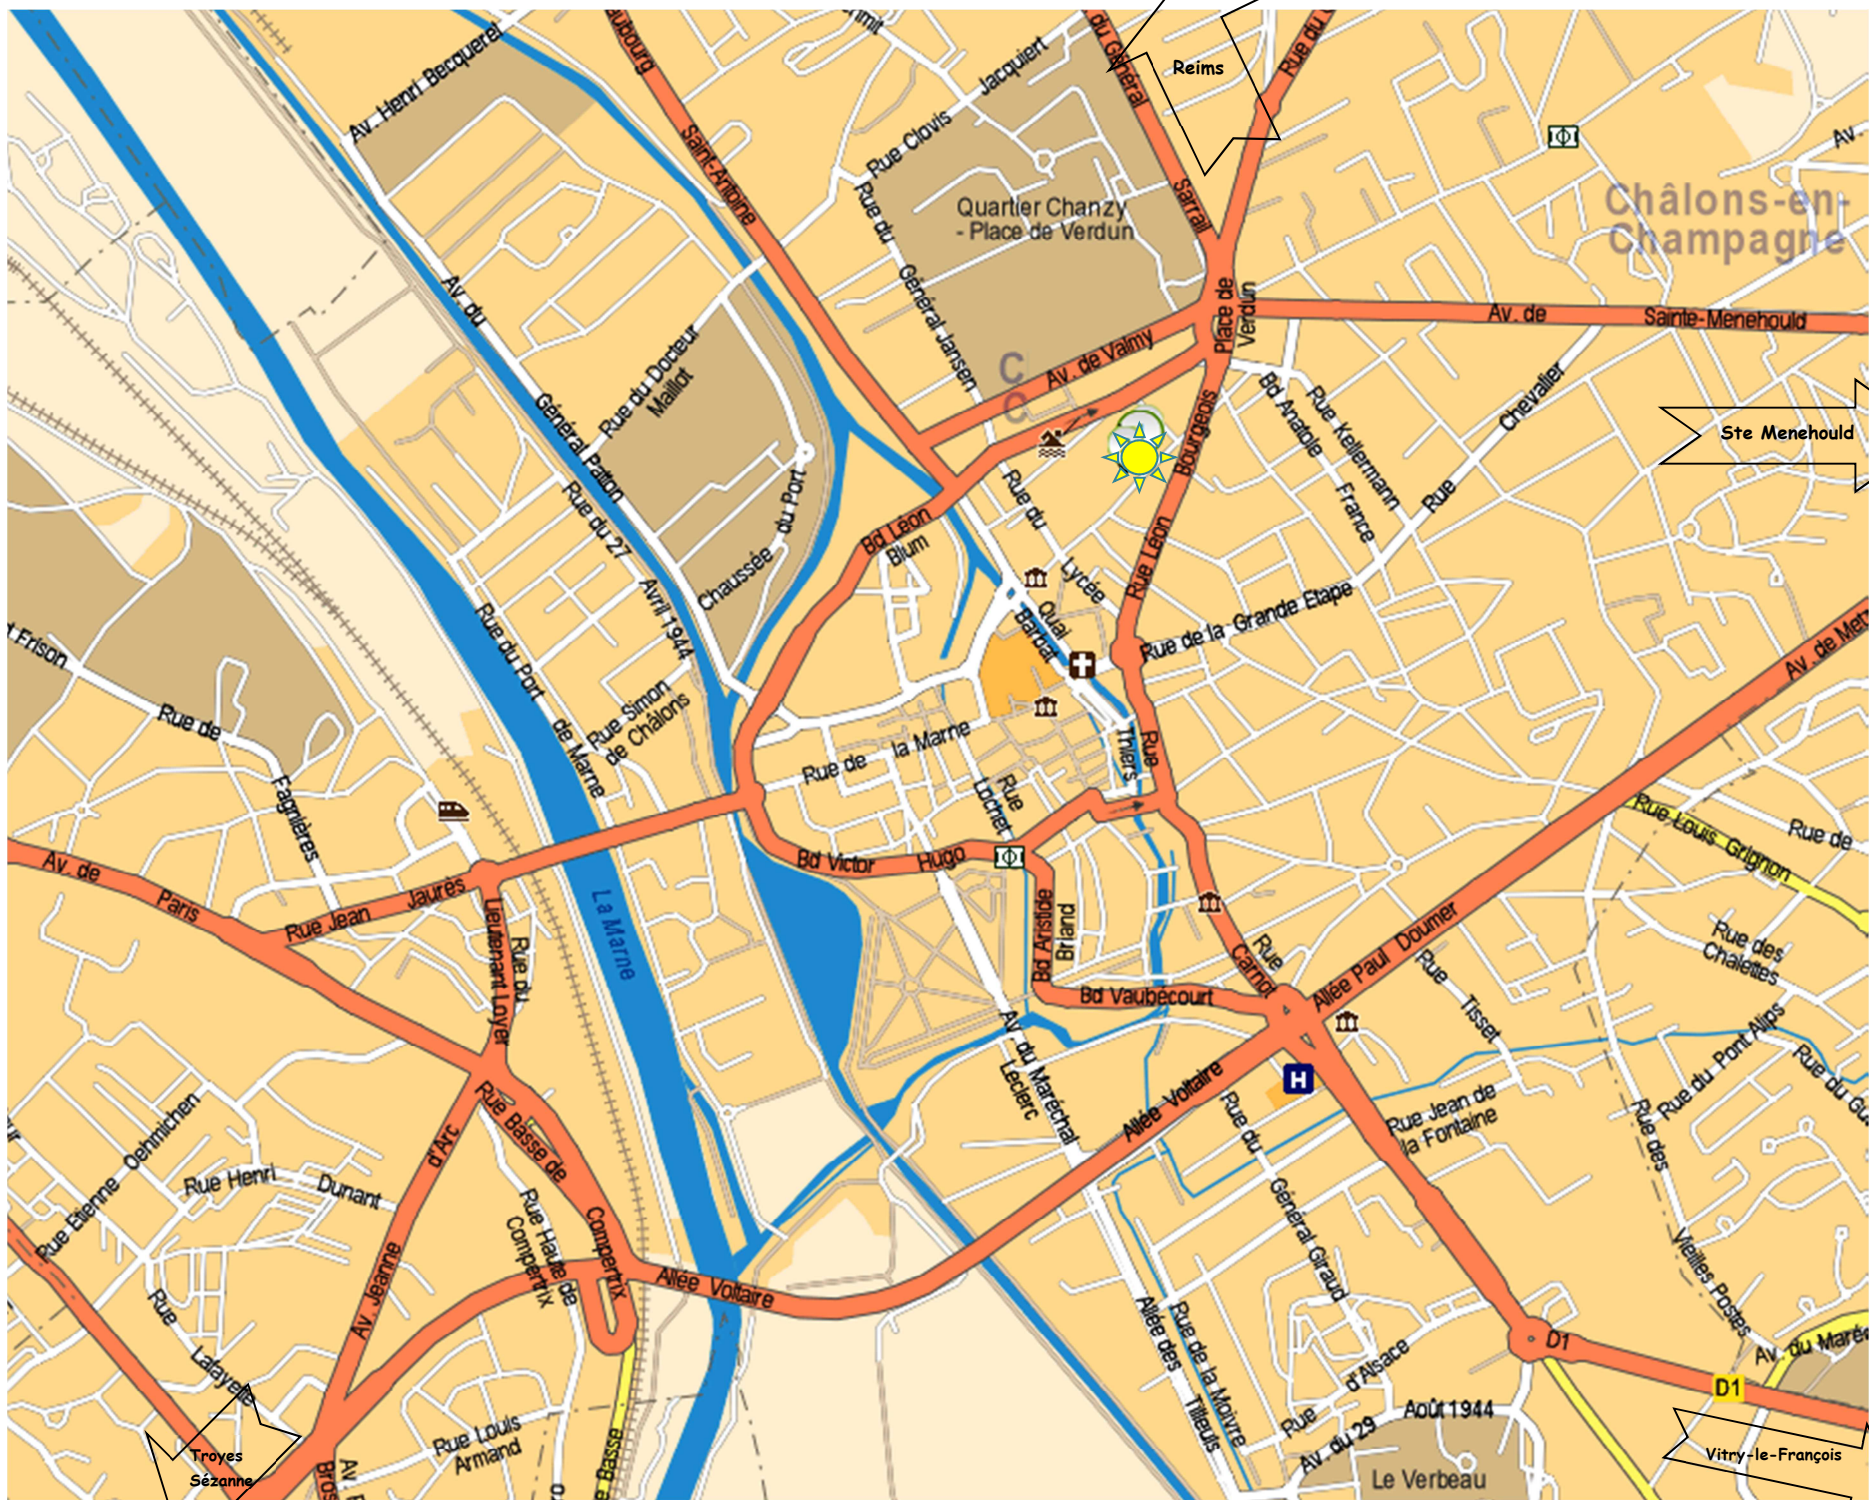 Av. Henri Becquerel
Saint-Antoine
Rue Clovis
Jacquiert
du Général
Sarrail
Reims
Rue du
Av.
Châlons-en-
Champagne
Quartier Chanzy
- Place de Verdun
Rue du
Général Jansen
Av. du
Général Patton
Rue du Docteur
Maillot
Place de
Verdun
Av. de
Sainte-Menehould
Av. de Valmy
C
C
Bd Anatole
France
Rue Kellermann
Rue
Chevalier
Ste Menehould
Rue Léon
Bourgeois
Rue du
Lycée
Bd Léon
Blum
Chaussée
du Port
Rue du 27
Avril 1944
Quai
Barbat
Rue de la Grande Etape
Av. de Metz
Frison
Rue de
Fagnières
Rue du Port
de Marne
Rue Simon
de Châlons
Rue de
la Marne
Rue
Lochet
Thiers
Rue
Rue Louis Grignon
Rue de
Av. de
Paris
Rue Jean
Jaurès
Bd Victor
Hugo
Bd Aristide
Briand
La Marne
Rue du
Lieutenant Loyer
Rue
Carnot
Allée Paul Doumer
Rue des
Chalettes
Rue
Tisset
Bd Vaubécourt
Av du Maréchal
Leclerc
H
Rue du Pont Alips
Rue du
Rue Etienne Oehmichen
Rue Henri
Dunant
d'Arc
Av. Jeanne
Rue Basse de
Compertrix
Rue Haute de
Compertrix
Allée Voltaire
Allée Voltaire
Rue du
Général Giraud
Rue Jean de
la Fontaine
Rue des
Vieilles Postes
Rue
Lafayette
Troyes
Sézanne
Rue Louis
Armand
Av
Basse
Allée des
Tilleuls
Rue de la Moivre
Rue
d'Alsace
Av. du 29
Août 1944
Le Verbeau
D1
D1
Av. du
Vitry-le-François